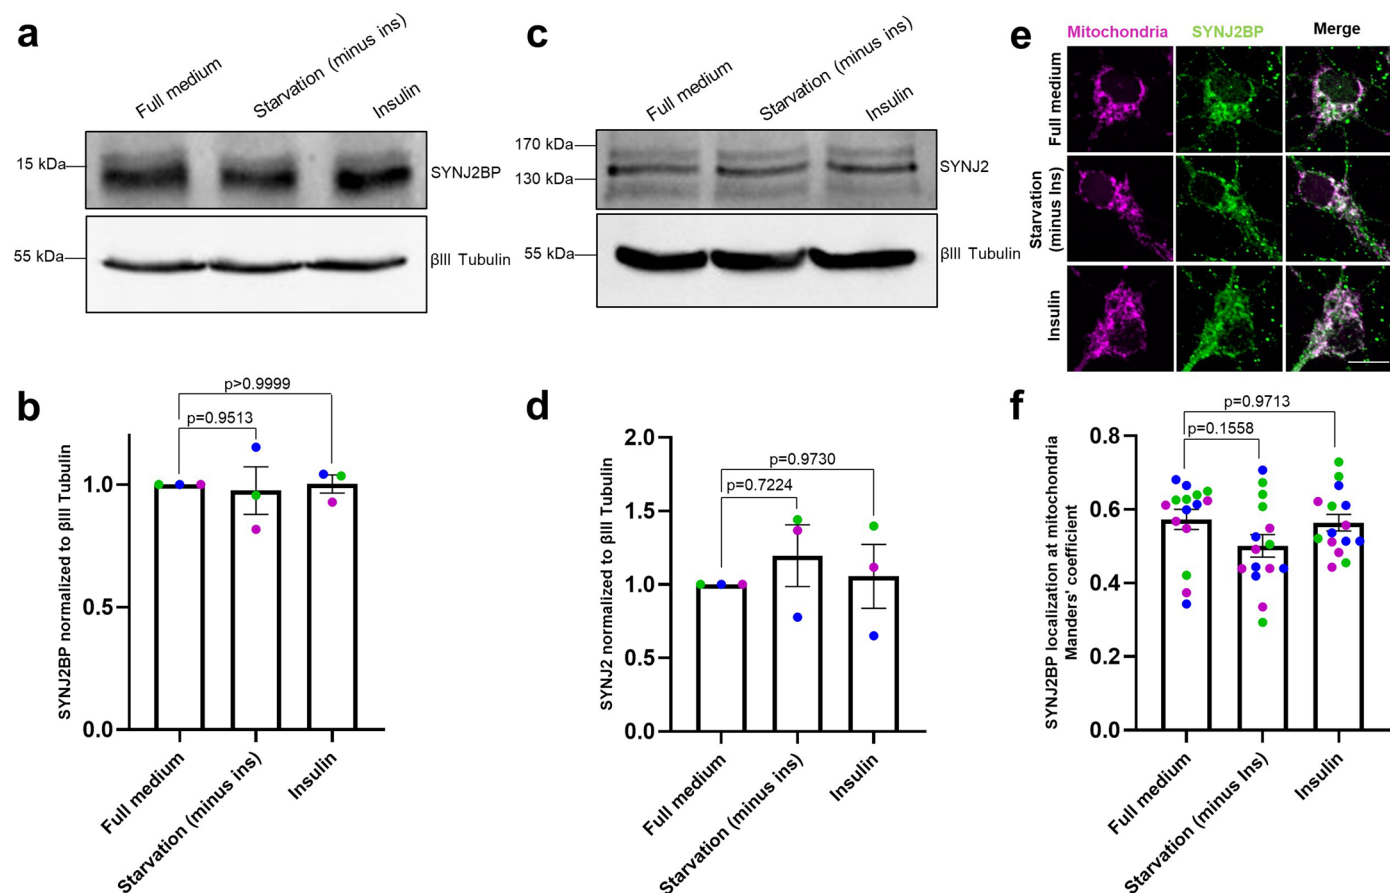 a
Full medium
Starvation (minus ins)
Insulin
15 kDa
SYNJ2BP
55 kDa
βIII Tubulin
b
SYNJ2BP normalized to βIII Tubulin
p>0.9999
p=0.9513
1.0
0.5
0.0
Full medium
Starvation (minus ins)
Insulin
c
Full medium
Starvation (minus ins)
Insulin
170 kDa
130 kDa
SYNJ2
55 kDa
βIII Tubulin
d
SYNJ2 normalized to βIII Tubulin
p=0.9730
p=0.7224
2.0
1.5
1.0
0.5
0.0
Full medium
Starvation (minus ins)
Insulin
e
Mitochondria
SYNJ2BP
Merge
Full medium
Starvation
(minus Ins)
Insulin
f
SYNJ2BP localization at mitochondria
Manders' coefficient
p=0.9713
p=0.1558
0.8
0.6
0.4
0.2
0.0
Full medium
Starvation (minus Ins)
Insulin